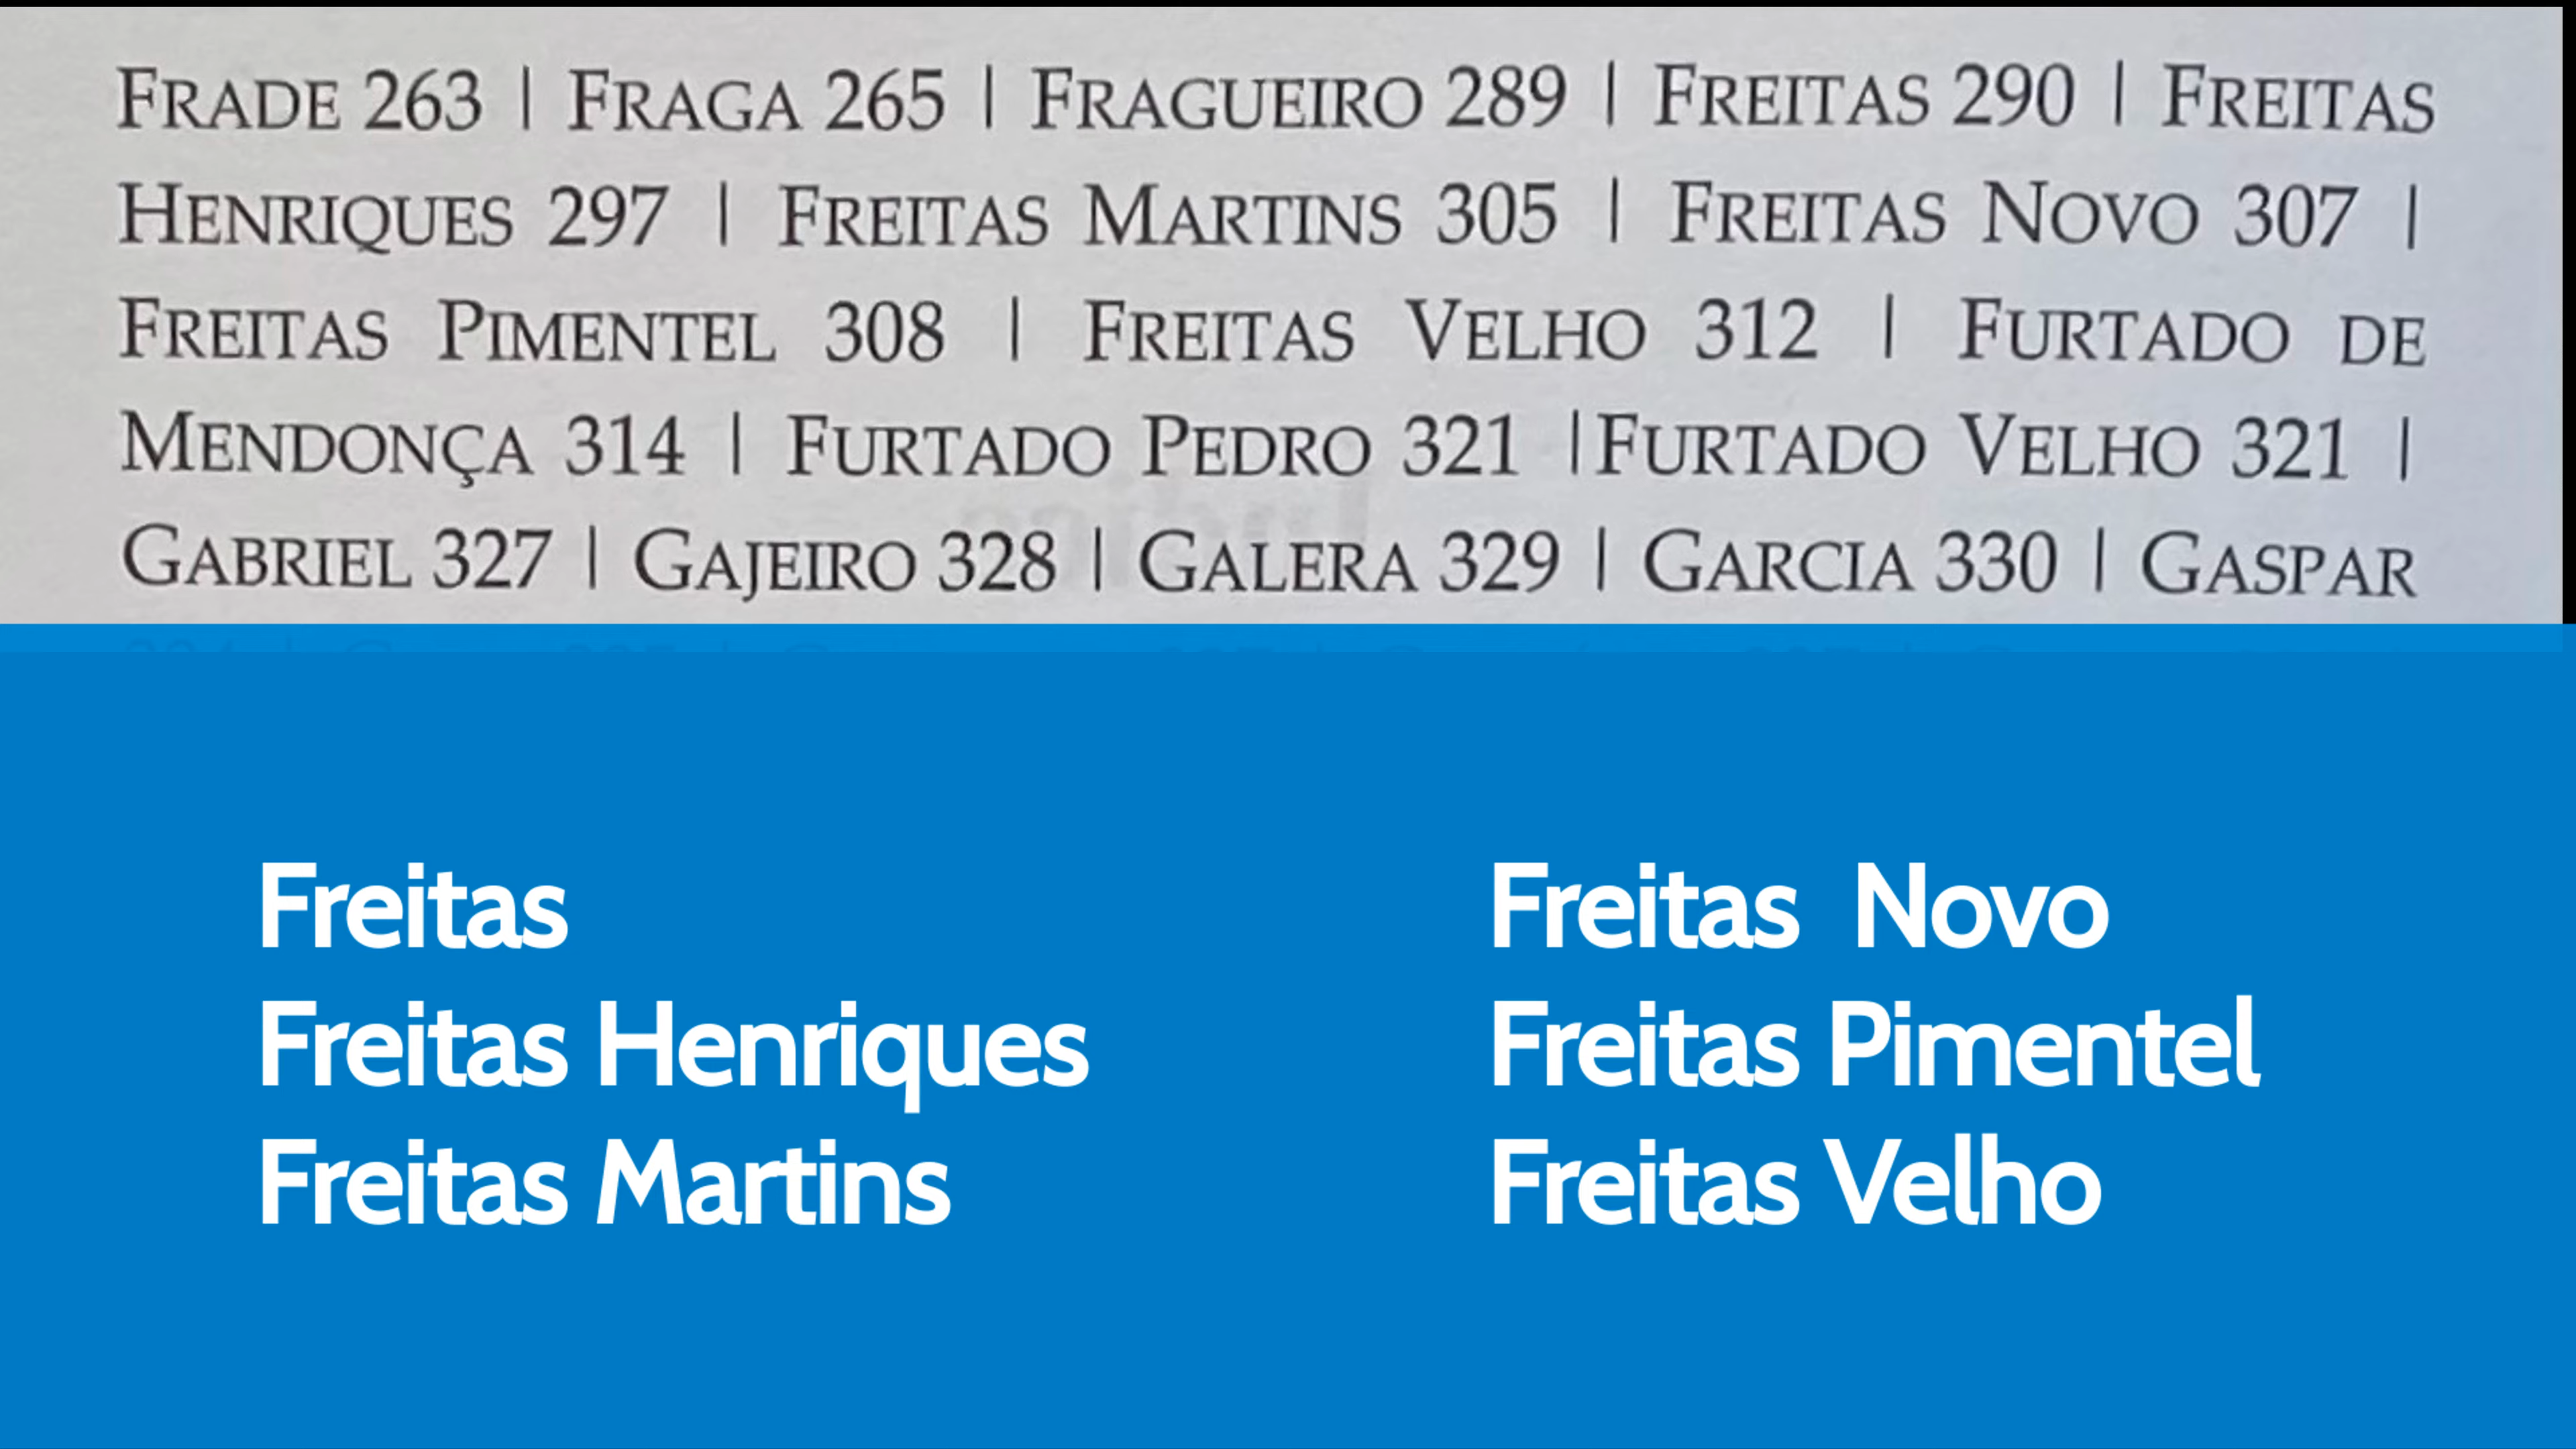 FRADE 263 | FRAGA 265 | FRAGUEIRO 289 | FREITAS 290 | FREITAS
HENRIQUES 297 | FREITAS MARTINS 305 | FREITAS NOVO 307 |
FREITAS PIMENTEL 308 | FREITAS VELHO 312 | FURTADO DE
MENDONÇA 314 | FURTADO PEDRO 321 |FURTADO VELHO 321 |
GABRIEL 327 | GAJEIRO 328 | GALERA 329 | GARCIA 330 | GASPAR
Freitas
Freitas Henriques
Freitas Martins
Freitas Novo
Freitas Pimentel
Freitas Velho